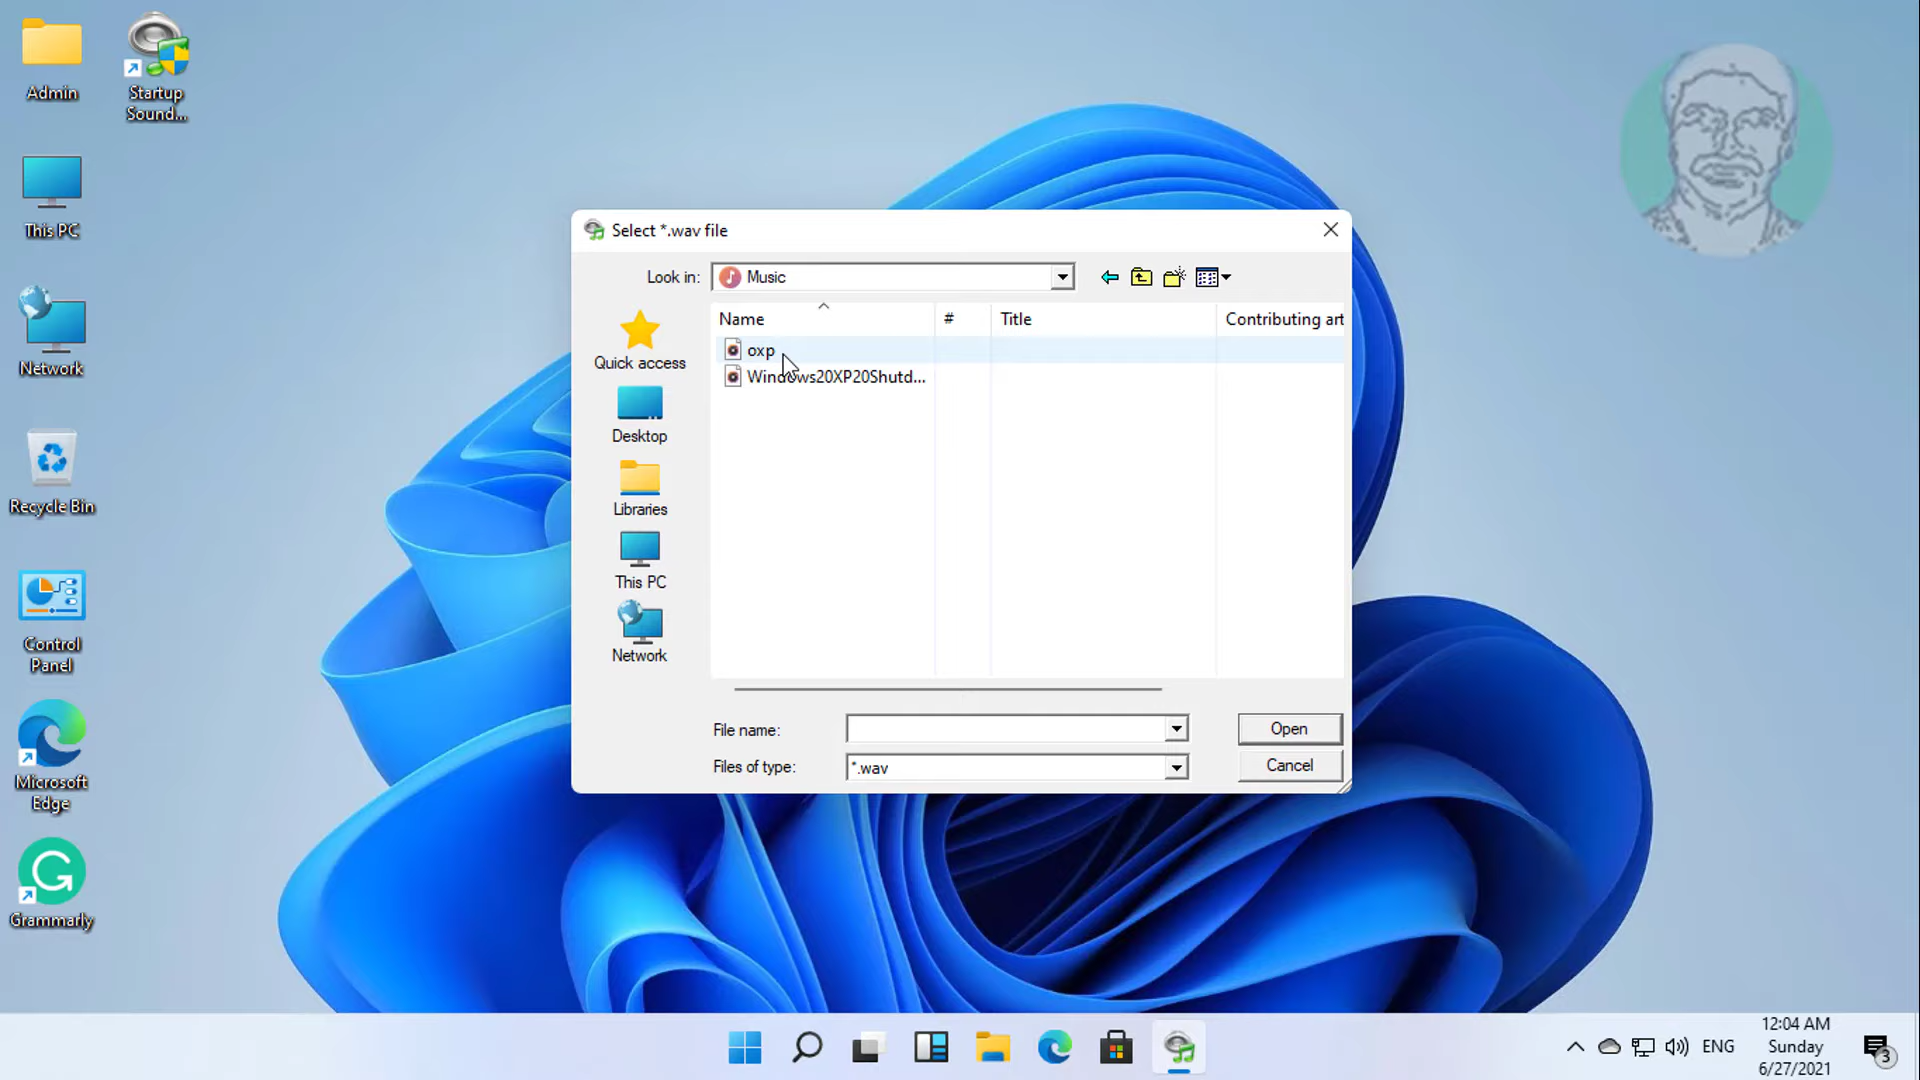 Admin
Startup
Sound...
This PC
Network
Recycle Bin
Control
Panel
Microsoft
Edge
Grammarly
Select *.wav file
Look in:
Music
Quick access
Desktop
Libraries
This PC
Network
Name
#
Title
Contributing art
oxp
Windows20XP20Shutd...
File name:
Open
Files of type:
*.wav
Cancel
ENG
12:04 AM
Sunday
6/27/2021
3